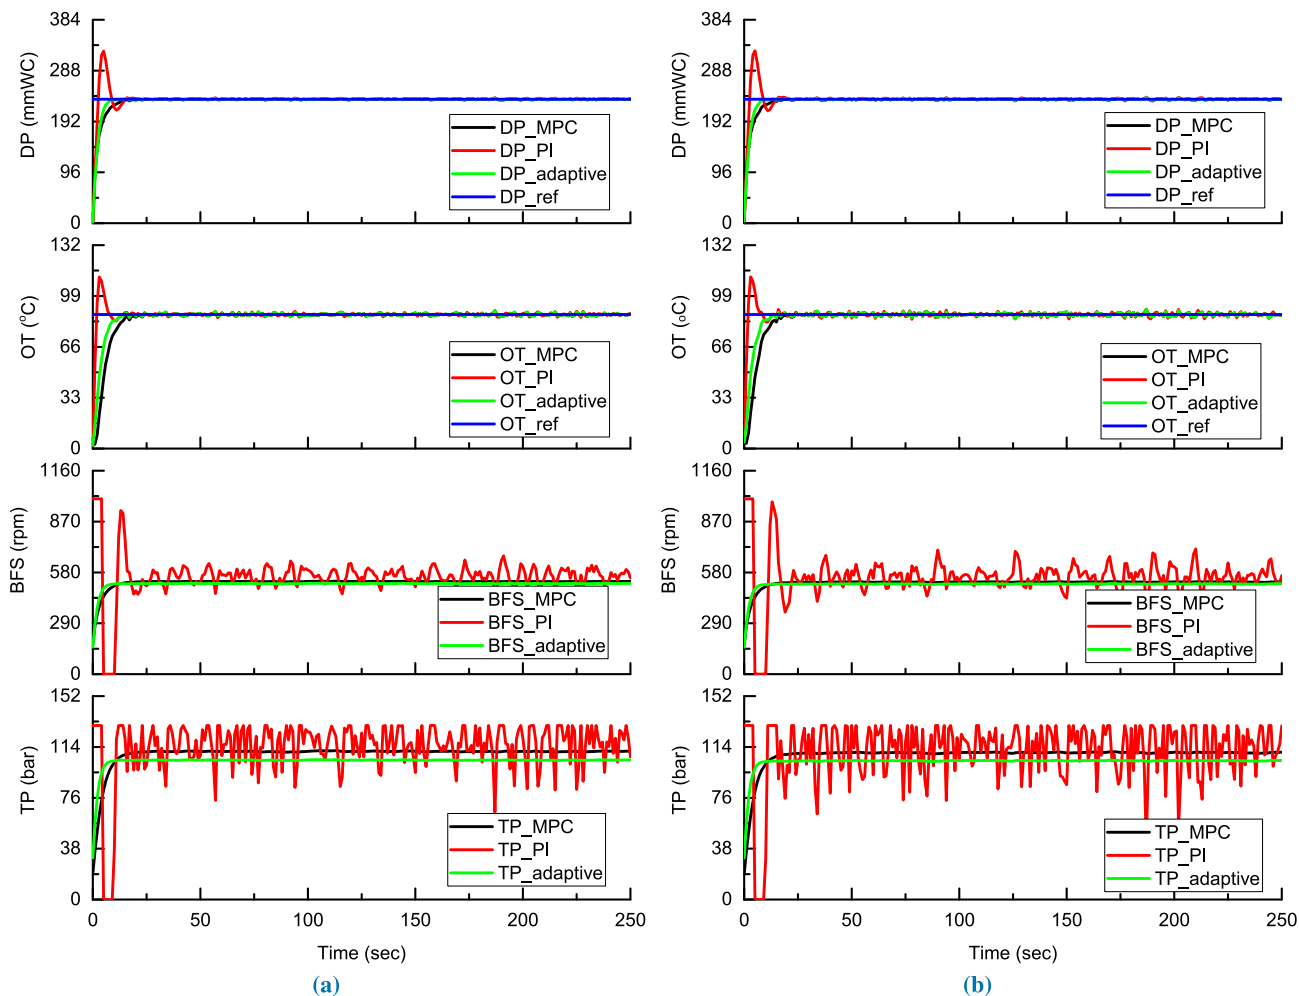 384
288
192
96
0
DP (mmWC)
DP_MPC
DP_PI
DP_adaptive
DP_ref
132
99
66
33
0
OT (°C)
OT_MPC
OT_PI
OT_adaptive
OT_ref
1160
870
580
290
0
BFS (rpm)
BFS_MPC
BFS_PI
BFS_adaptive
152
114
76
38
0
TP (bar)
TP_MPC
TP_PI
TP_adaptive
0 50 100 150 200 250
Time (sec)
(a)
384
288
192
96
0
DP (mmWC)
DP_MPC
DP_PI
DP_adaptive
DP_ref
132
99
66
33
0
OT (oC)
OT_MPC
OT_PI
OT_adaptive
OT_ref
1160
870
580
290
0
BFS (rpm)
BFS_MPC
BFS_PI
BFS_adaptive
152
114
76
38
0
TP (bar)
TP_MPC
TP_PI
TP_adaptive
0 50 100 150 200 250
Time (sec)
(b)